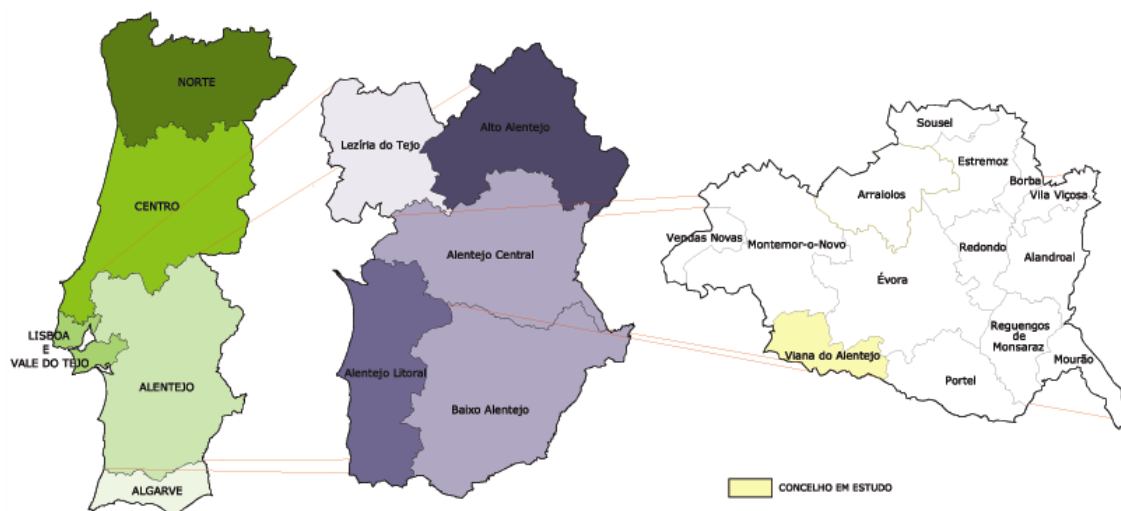 NORTE
CENTRO
LISBOA
E
VALE DO TEJO
ALENTEJO
ALGARVE
Lezíria do Tejo
Alto Alentejo
Alentejo Central
Alentejo Litoral
Baixo Alentejo
Sousel
Estremoz
Borba
Vila Viçosa
Arraiolos
Vendas Novas
Montemor-o-Novo
Redondo
Alandroal
Évora
Reguengos
de
Monsaraz
Viana do Alentejo
Mourão
Portel
CONCELHO EM ESTUDO